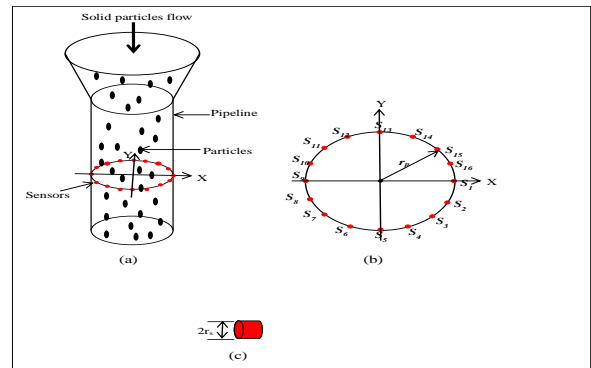 Solid particles flow
Pipeline
Particles
Y
X
Sensors
(a)
Y
S13
S12
S14
S11
S15
S10
rp
S16
S9
S1
X
S8
S2
S7
S3
S6
S5
S4
(b)
2rs
(c)